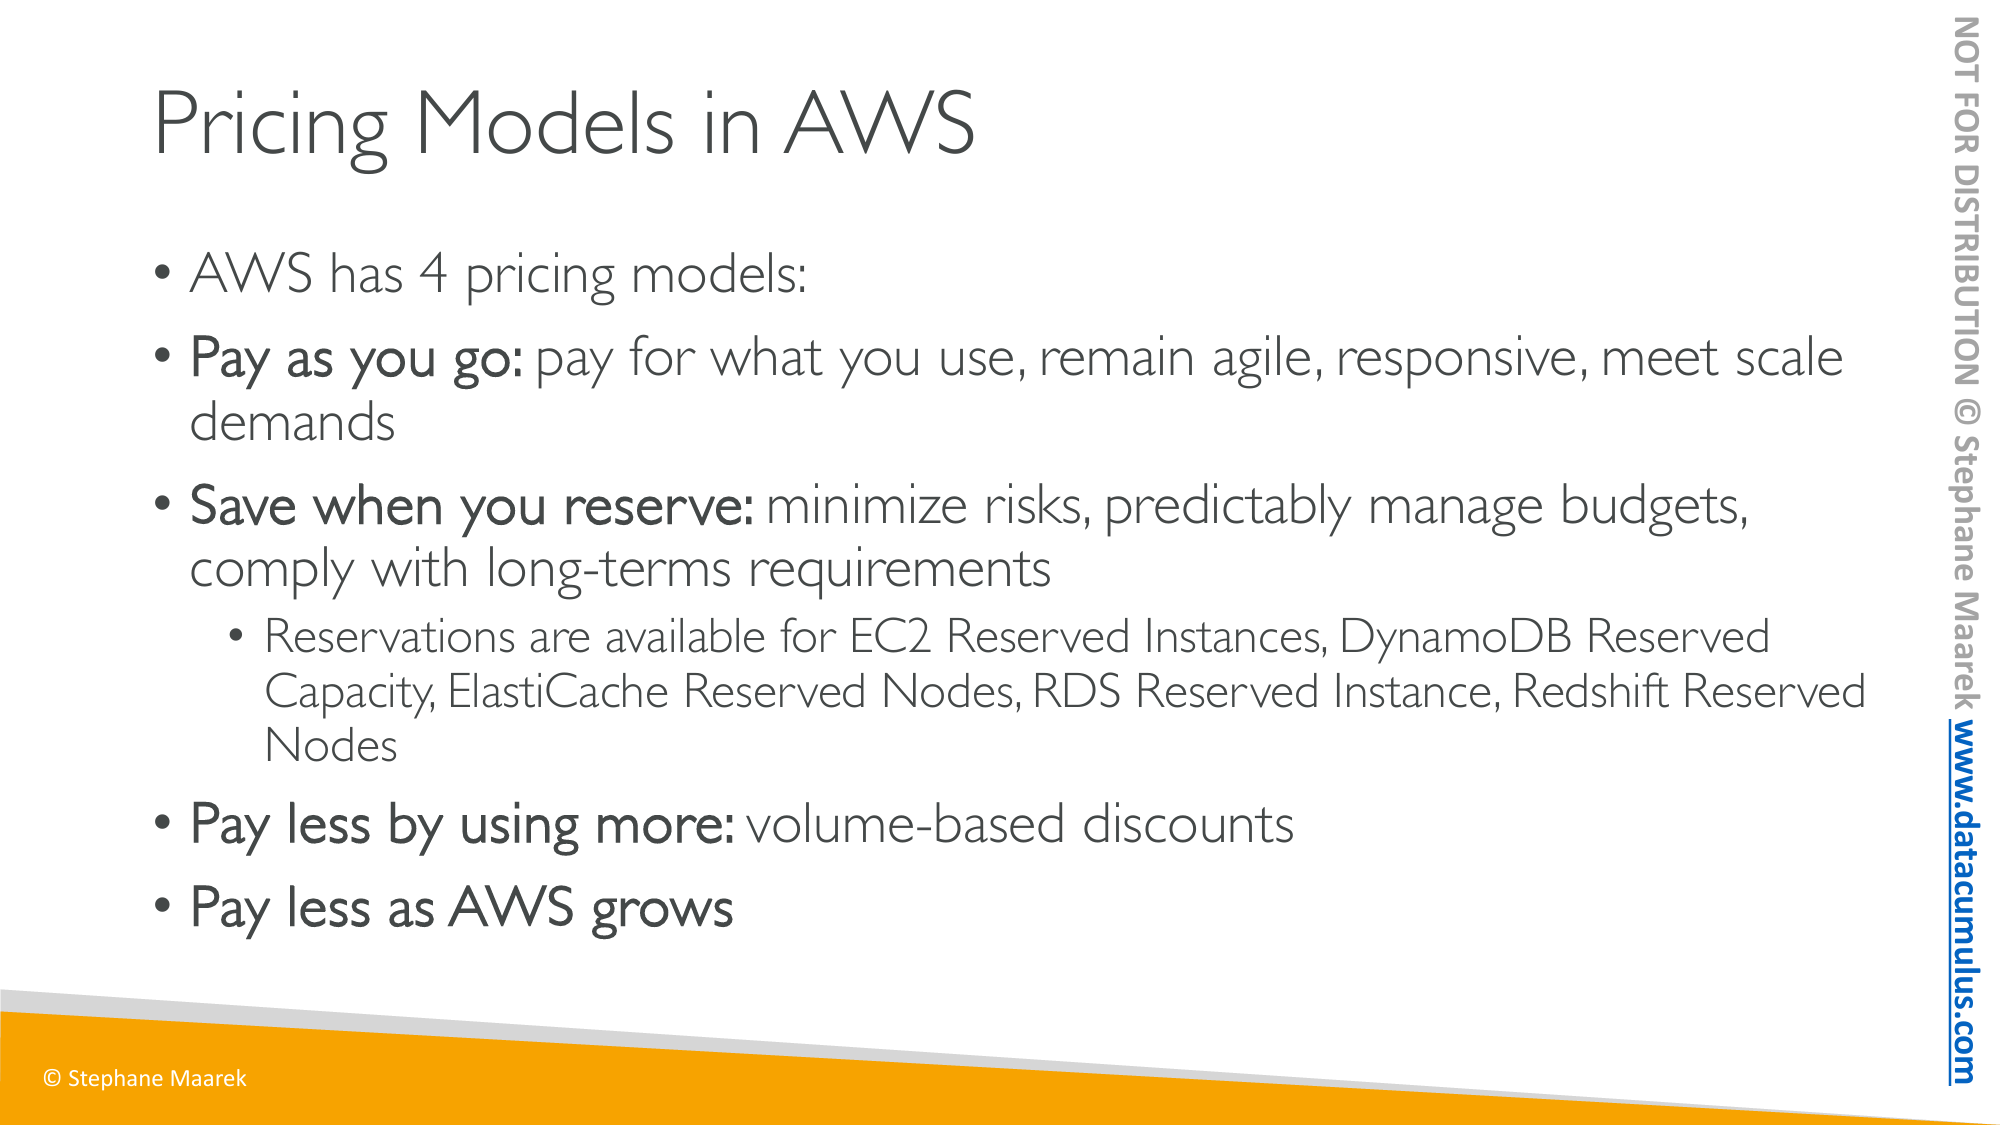 Pricing Models in AWS
• AWS has 4 pricing models:
• Pay as you go: pay for what you use, remain agile, responsive, meet scale
demands
• Save when you reserve: minimize risks, predictably manage budgets,
comply with long-terms requirements
• Reservations are available for EC2 Reserved Instances, DynamoDB Reserved
Capacity, ElastiCache Reserved Nodes, RDS Reserved Instance, Redshift Reserved
Nodes
• Pay less by using more: volume-based discounts
• Pay less as AWS grows
© Stephane Maarek
NOT FOR DISTRIBUTION © Stephane Maarek www.datacumulus.com